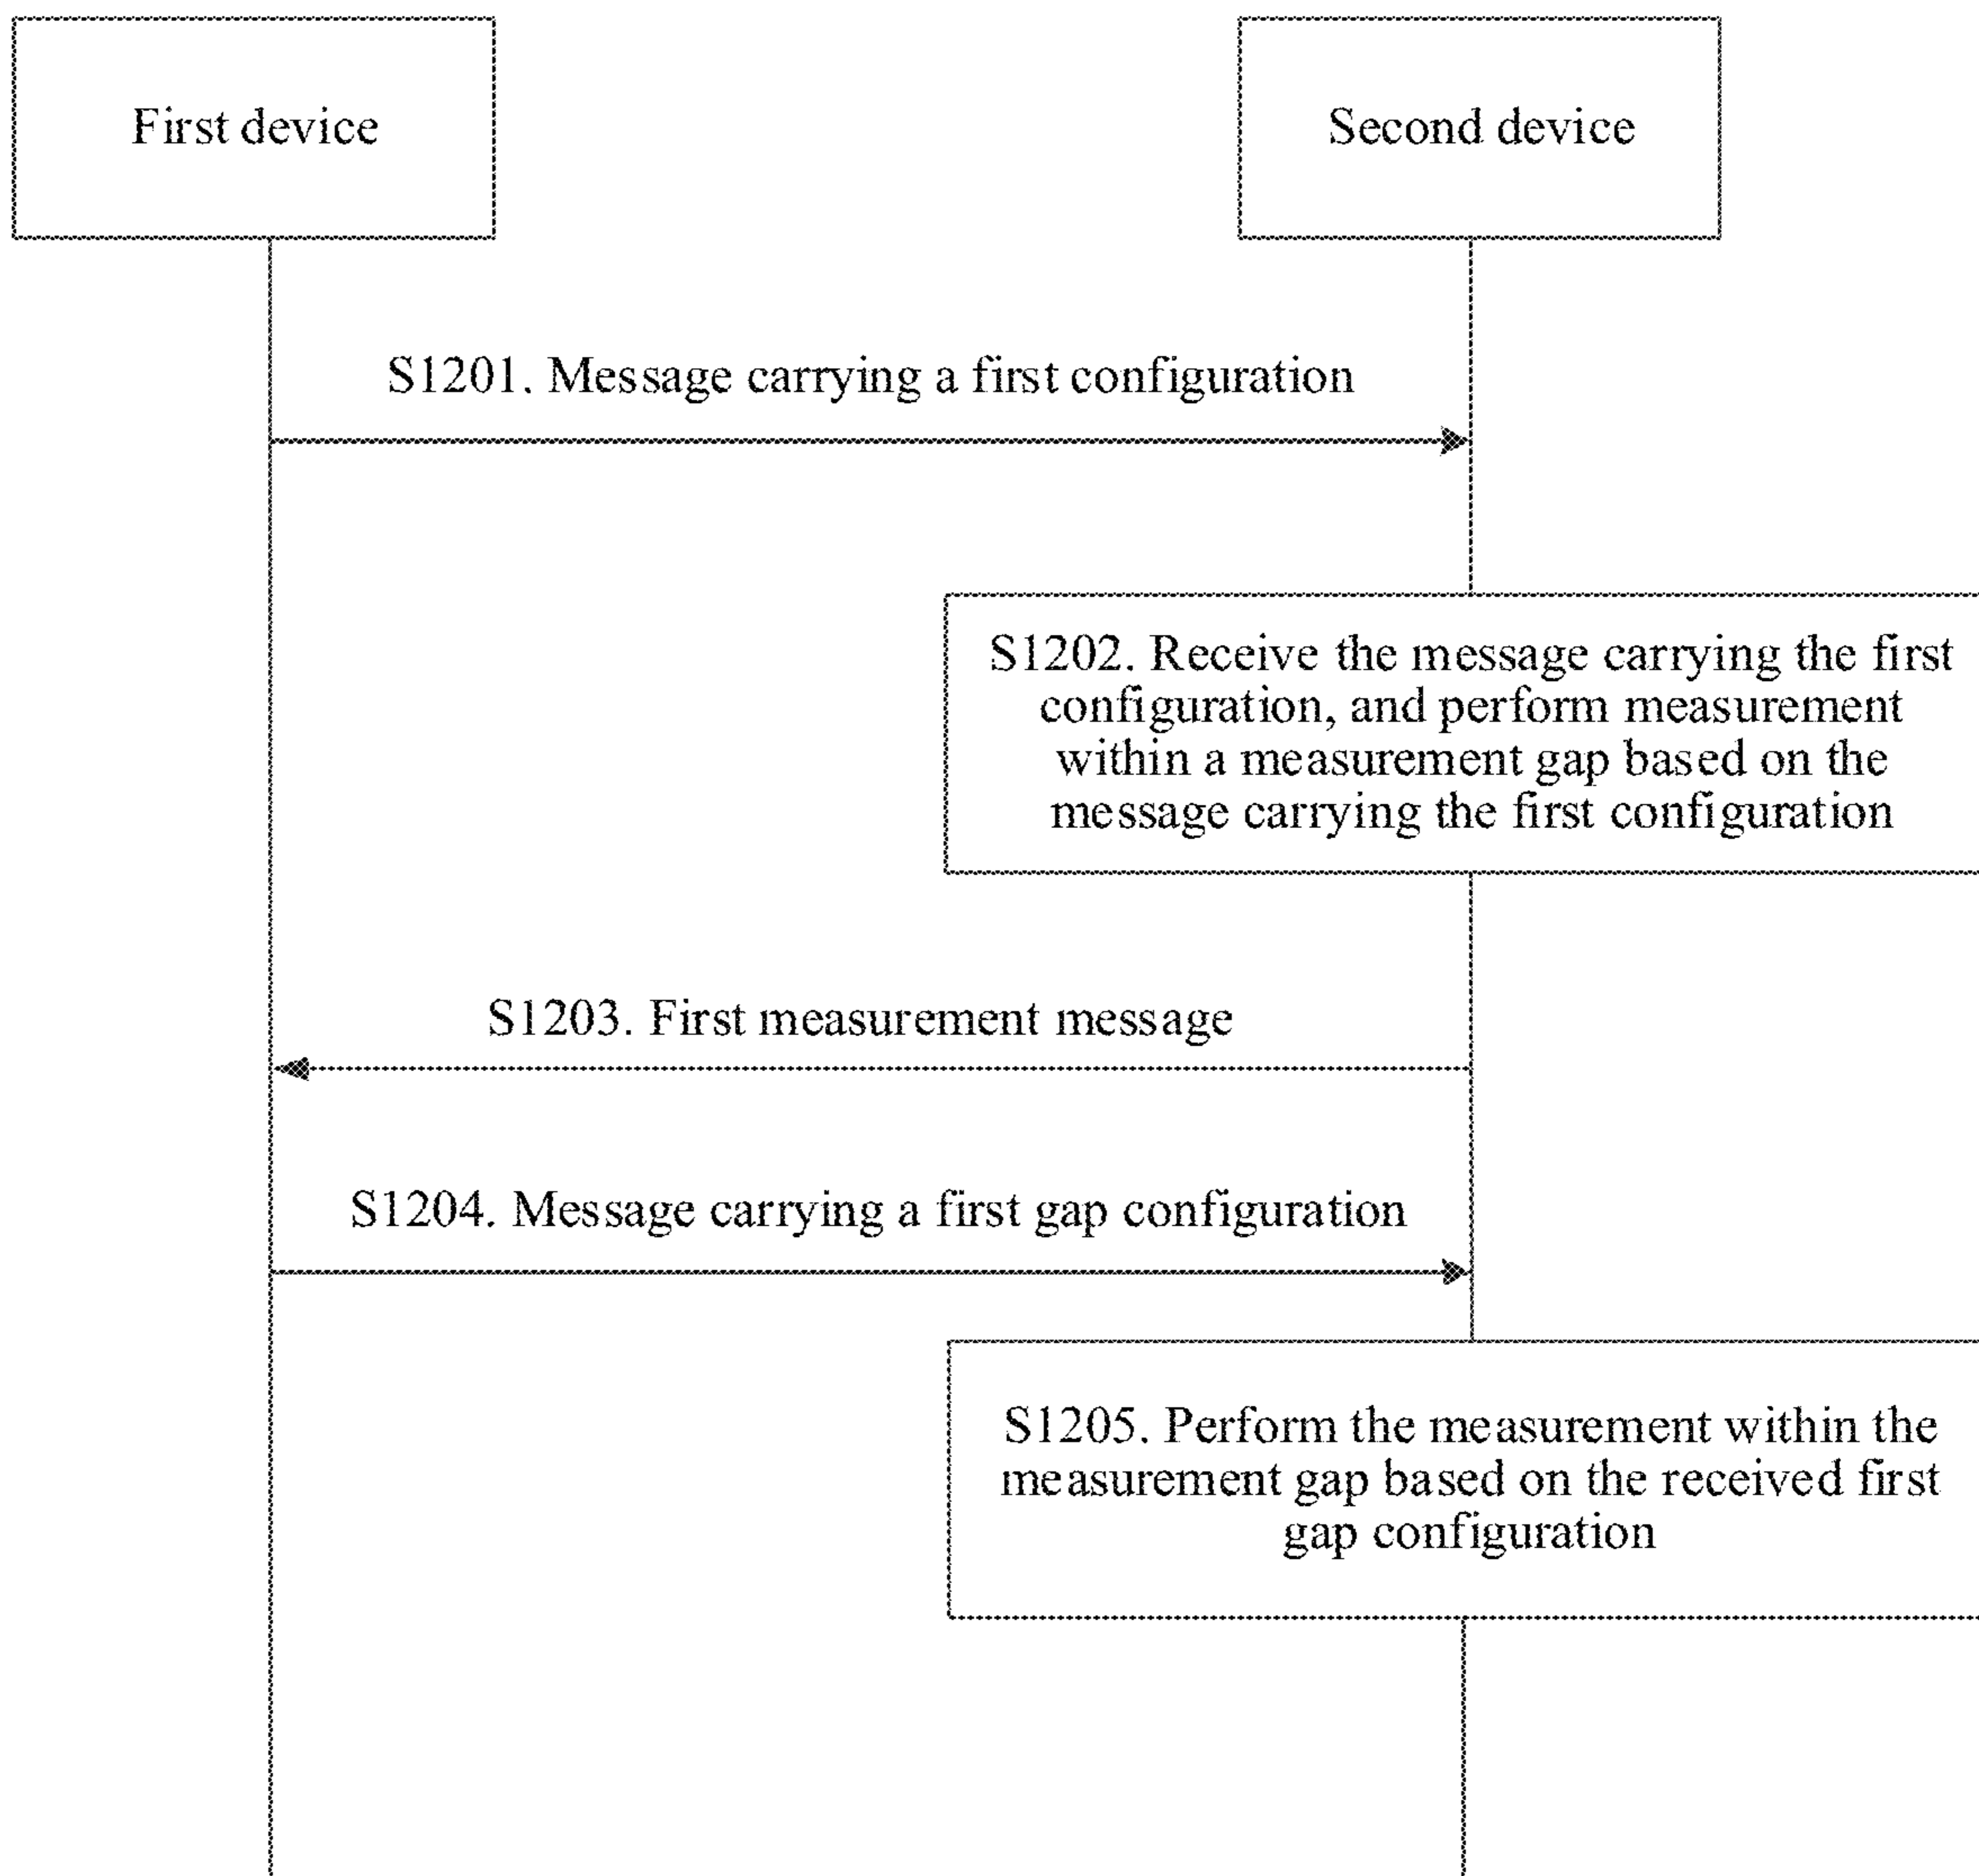 First device
Second device
S1201. Message carrying a first configuration
S1202. Receive the message carrying the first
configuration, and perform measurement
within a measurement gap based on the
message carrying the first configuration
S1203. First measurement message
S1204. Message carrying a first gap configuration
S1205. Perform the measurement within the
measurement gap based on the received first
gap configuration